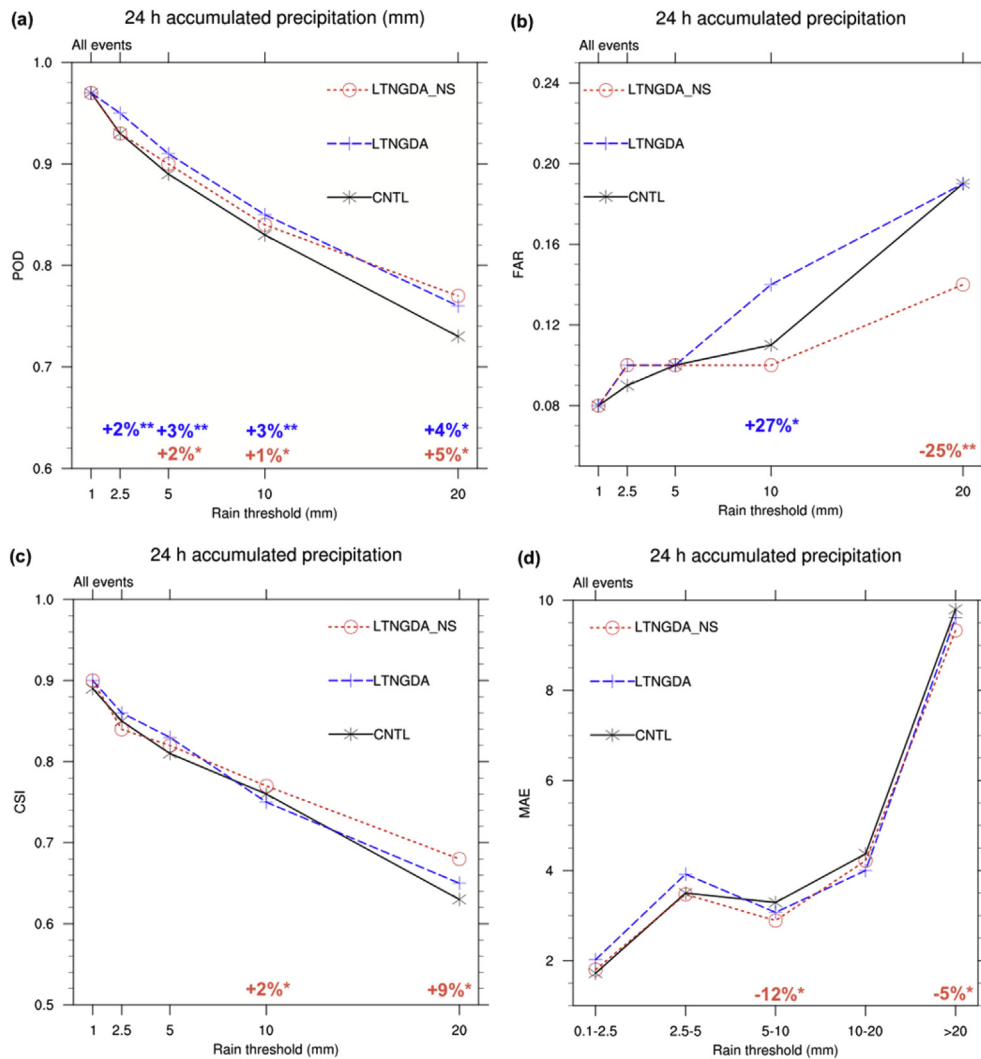 (a) 24 h accumulated precipitation (mm)
All events
1.0
0.9
0.8
0.7
0.6
POD
LTNGDA_NS
LTNGDA
CNTL
+2%** +3%** +3%** +4%*
+2%* +1%* +5%*
1 2.5 5 10 20
Rain threshold (mm)
(b) 24 h accumulated precipitation
All events
0.24
0.20
0.16
0.12
0.08
FAR
LTNGDA_NS
LTNGDA
CNTL
+27%*
-25%**
1 2.5 5 10 20
Rain threshold (mm)
(c) 24 h accumulated precipitation
All events
1.0
0.9
0.8
0.7
0.6
0.5
CSI
LTNGDA_NS
LTNGDA
CNTL
+2%* +9%*
1 2.5 5 10 20
Rain threshold (mm)
(d) 24 h accumulated precipitation
All events
10
8
6
4
2
MAE
LTNGDA_NS
LTNGDA
CNTL
-12%* -5%*
0.1-2.5 2.5-5 5-10 10-20 >20
Rain threshold (mm)